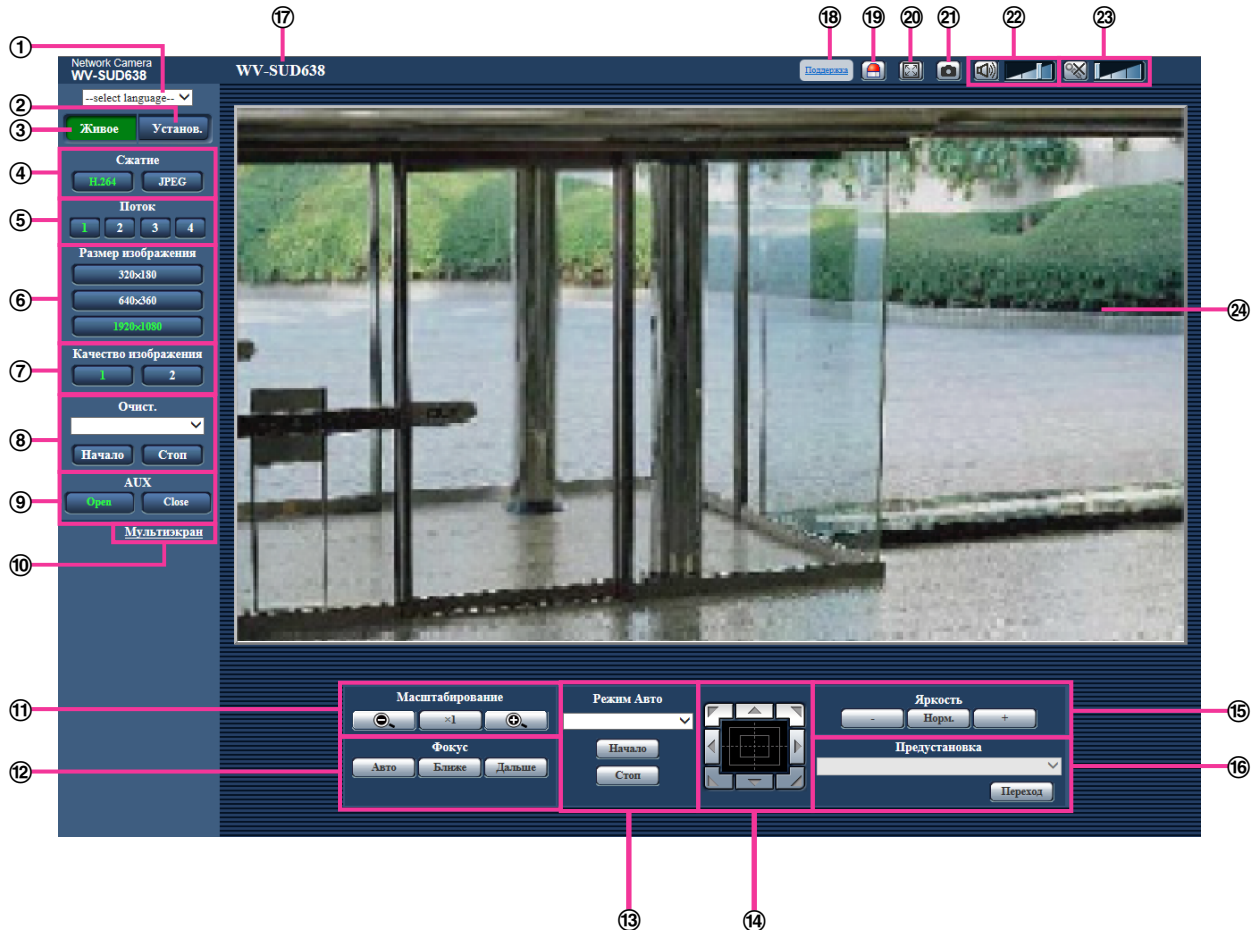 ① ⑰ ⑱ ⑲ ⑳ ㉑ ㉒ ㉓
Network Camera
WV-SUD638
WV-SUD638
Поддержка
--select language--
②
③ Живое Установ.
④ Сжатие
H.264 JPEG
⑤ Поток
1 2 3 4
⑥ Размер изображения
320x180
640x360
1920x1080
㉔
⑦ Качество изображения
1 2
⑧ Очист.
Начало Стоп
⑨ AUX
Open Close
⑩ Мультиэкран
⑪ Масштабирование
×1
⑫ Фокус
Авто Ближе Дальше
Режим Авто
Начало
Стоп
⑬
⑭
Яркость
- Норм. +
⑮
Предустановка
Переход
⑯